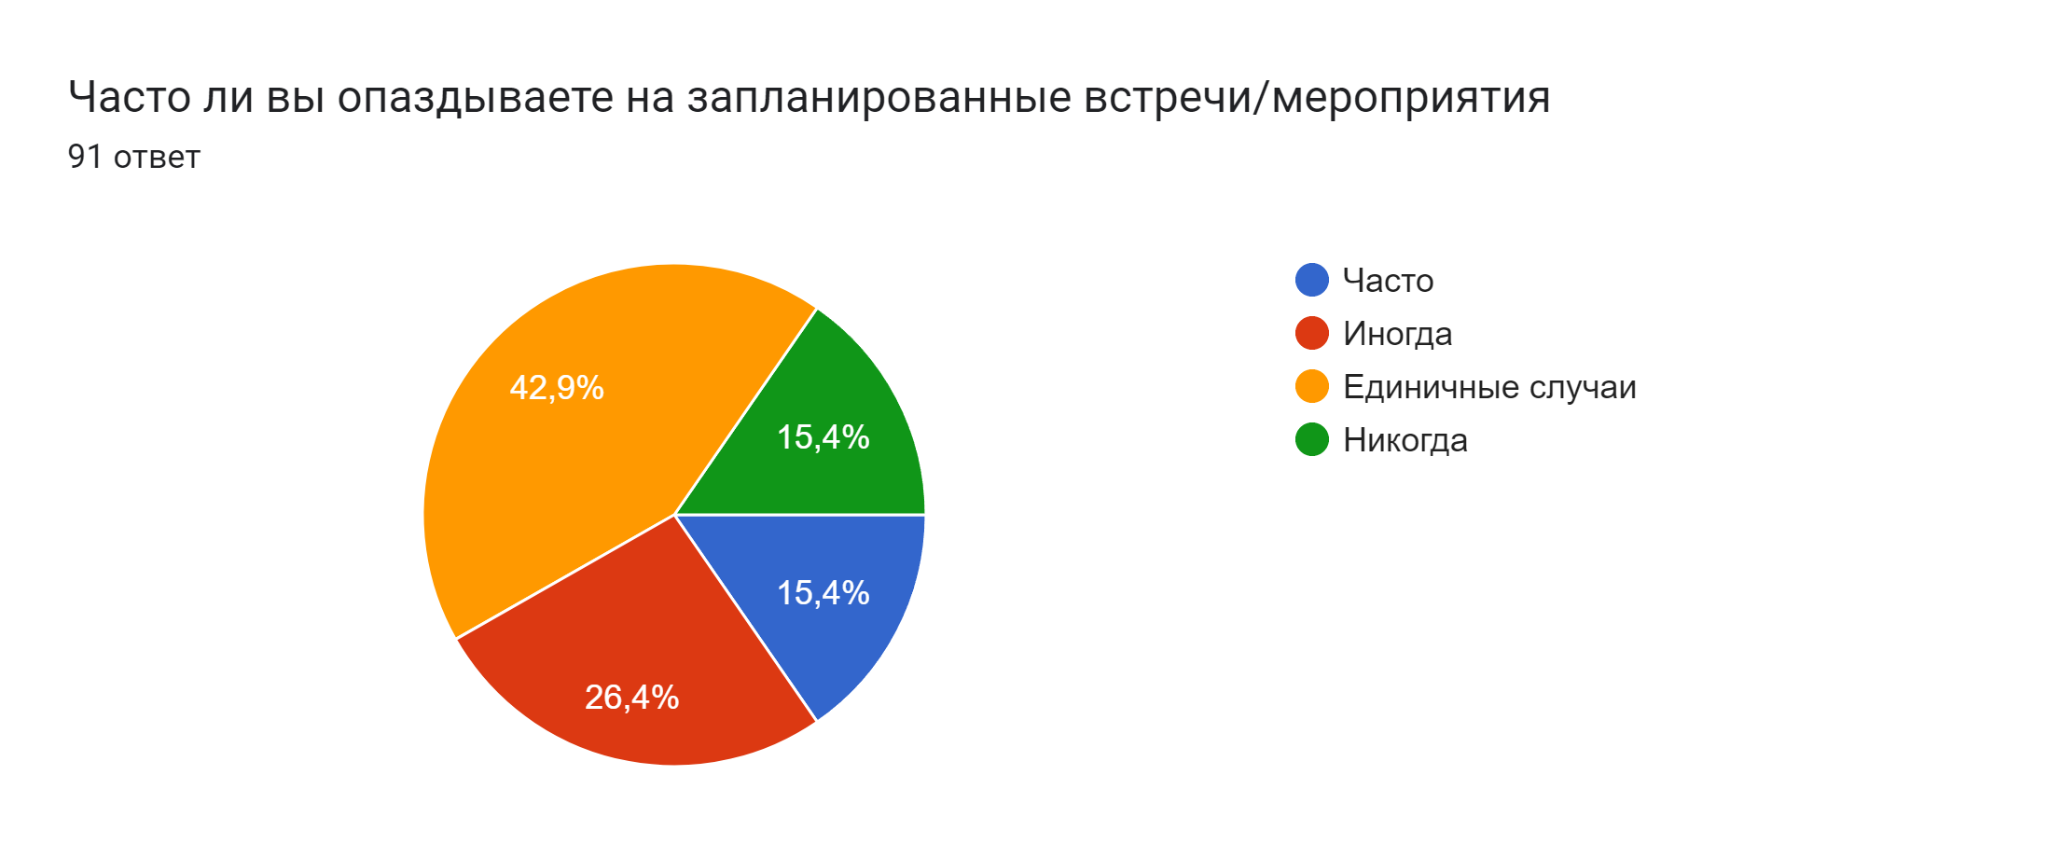 Часто ли вы опаздываете на запланированные встречи/мероприятия
91 ответ
Часто
Иногда
Единичные случаи
Никогда
42,9%
15,4%
15,4%
26,4%